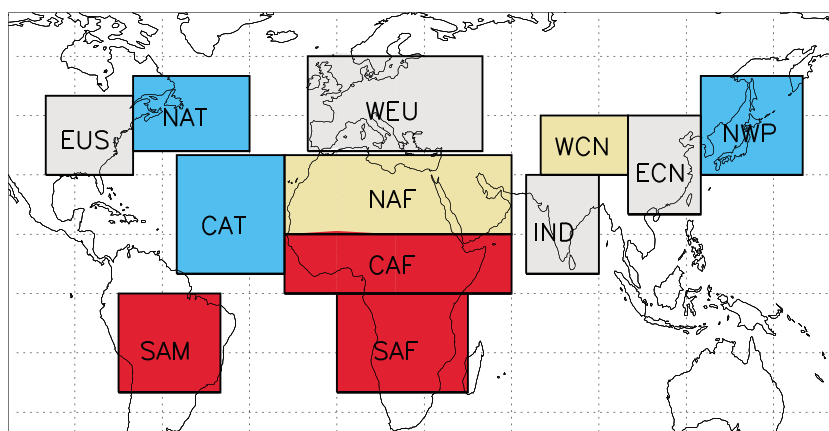 EUS
NAT
WEU
WCN
ECN
NWP
NAF
CAT
IND
CAF
SAM
SAF